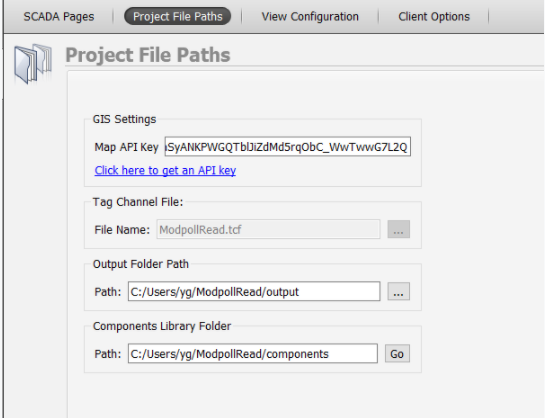 SCADA Pages Project File Paths View Configuration Client Options
Project File Paths
GIS Settings
Map API Key
Click here to get an API key
Tag Channel File:
File Name: ModpollRead.tcf ...
Output Folder Path
Path: C:/Users/yg/ModpollRead/output ...
Components Library Folder
Path: C:/Users/yg/ModpollRead/components Go